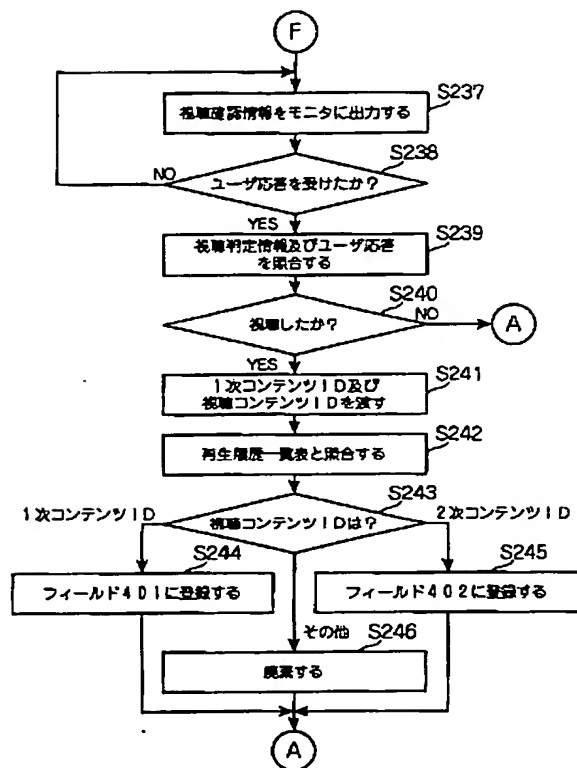 F
S237
視聴確認情報をモニタに出力する
S238
ユーザ応答を受けたか?
NO
YES
S239
視聴判定情報及びユーザ応答
を照合する
S240
視聴したか?
NO
A
YES
S241
1次コンテンツID及び
視聴コンテンツIDを渡す
S242
再生履歴一覧表と照合する
S243
視聴コンテンツIDは?
1次コンテンツID
2次コンテンツID
S244
フィールド401に登録する
S245
フィールド402に登録する
その他
S246
廃棄する
A